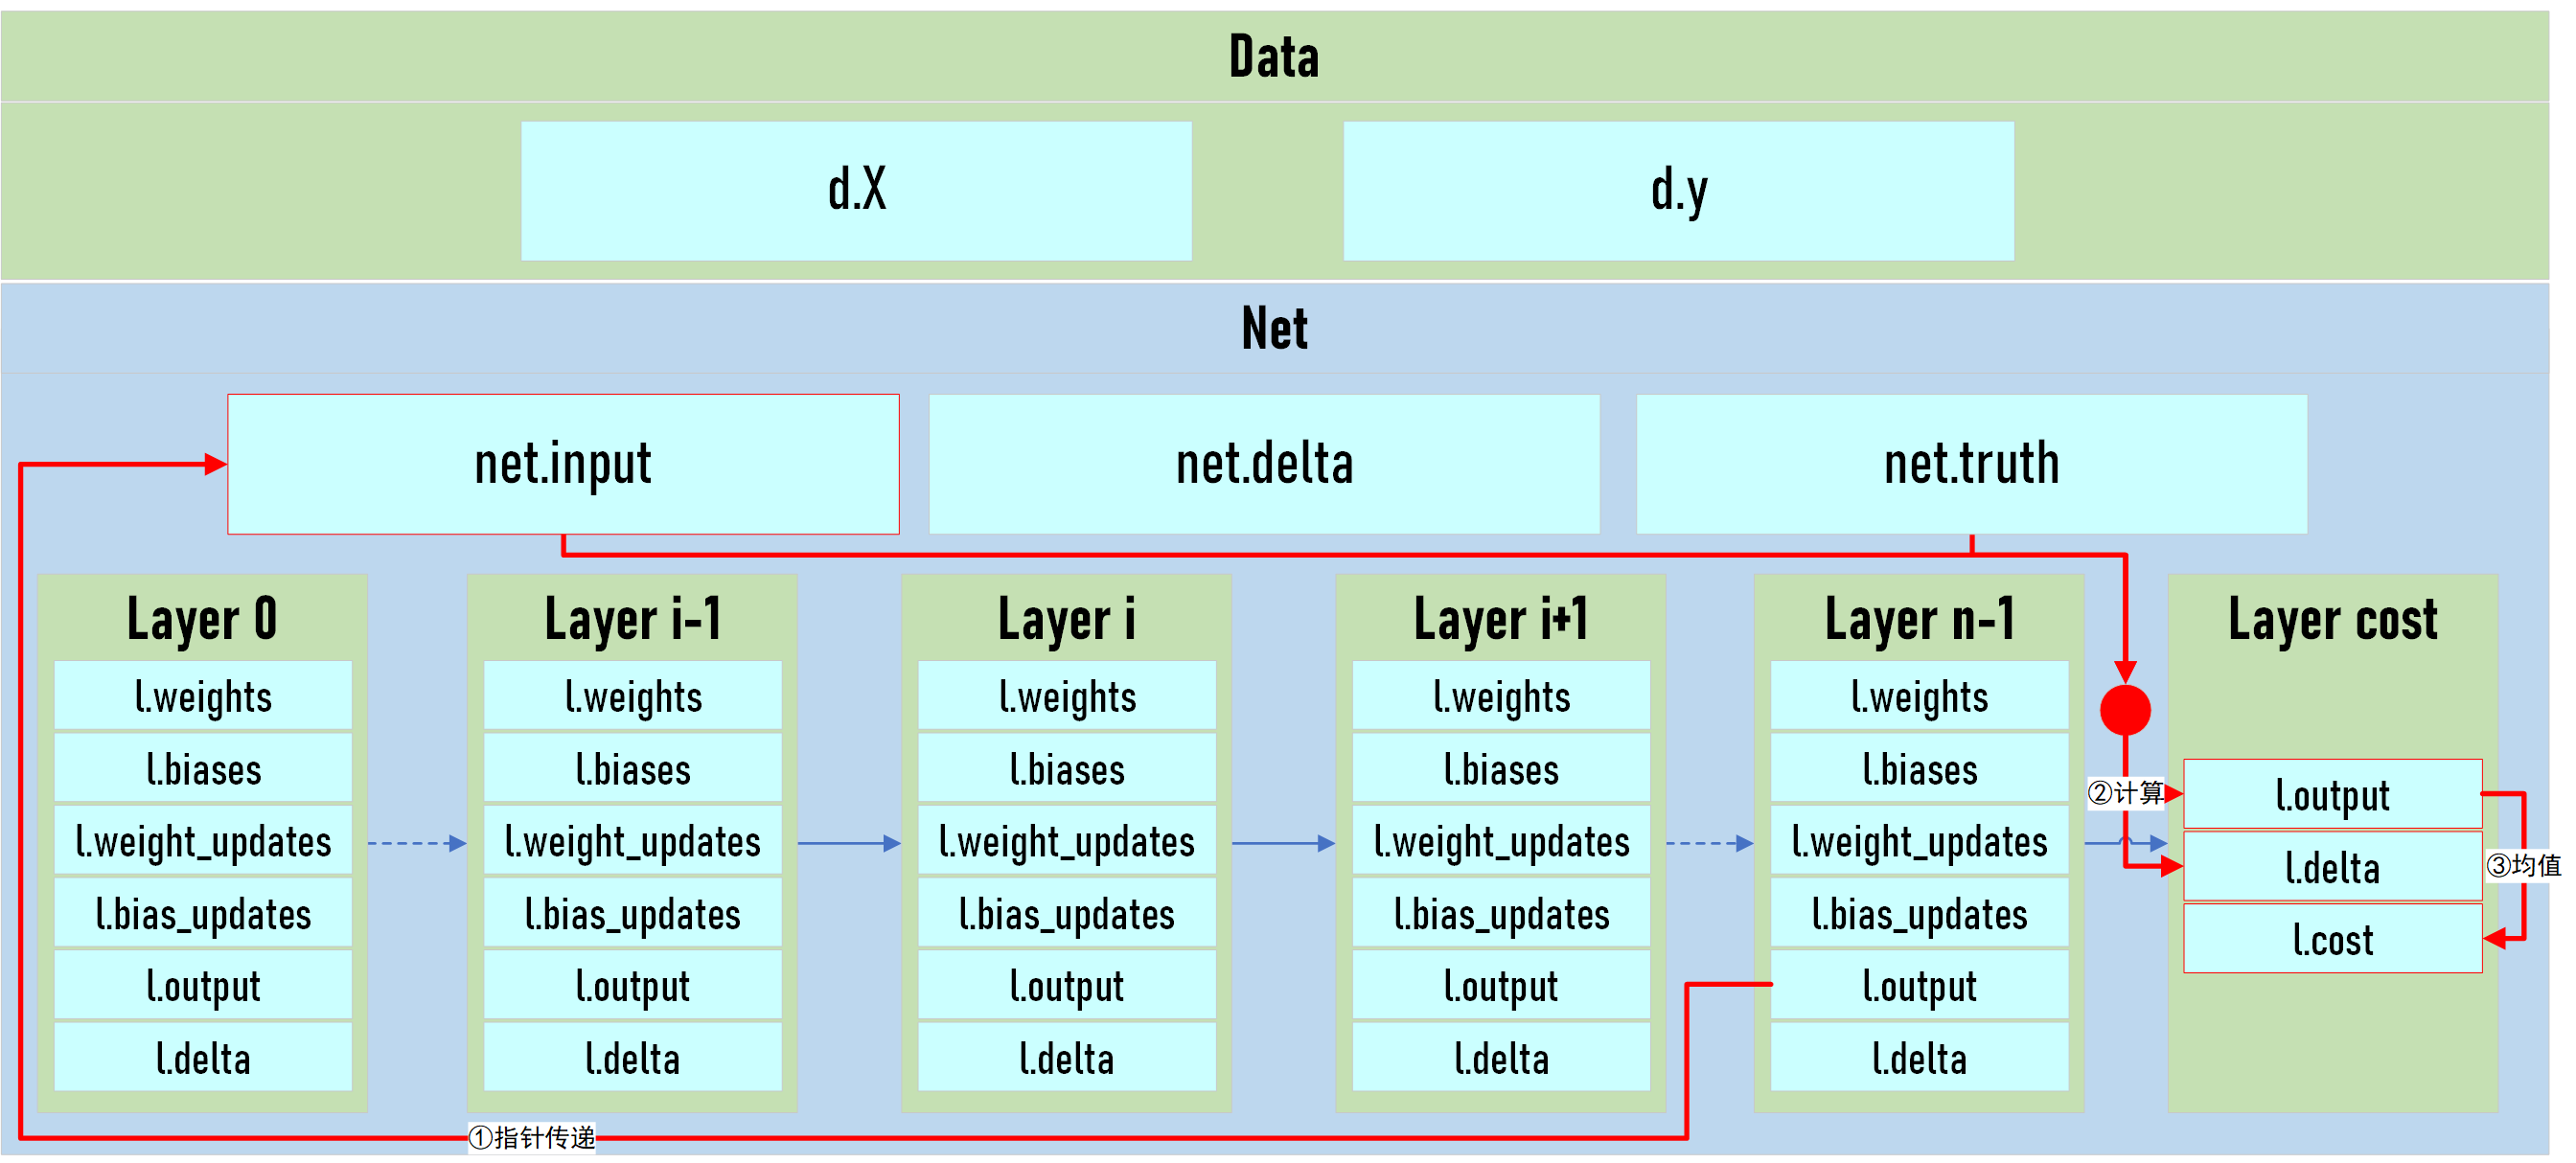 Data
d.X
d.y
Net
net.input
net.delta
net.truth
Layer 0
l.weights
l.biases
l.weight_updates
l.bias_updates
l.output
l.delta
Layer i-1
l.weights
l.biases
l.weight_updates
l.bias_updates
l.output
l.delta
Layer i
l.weights
l.biases
l.weight_updates
l.bias_updates
l.output
l.delta
Layer i+1
l.weights
l.biases
l.weight_updates
l.bias_updates
l.output
l.delta
Layer n-1
l.weights
l.biases
l.weight_updates
l.bias_updates
l.output
l.delta
Layer cost
②计算
l.output
l.delta
③均值
l.cost
①指针传递